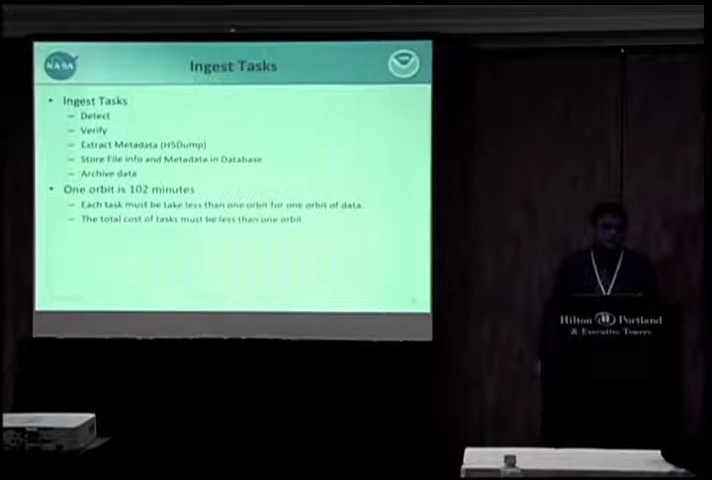 NASA
Ingest Tasks
• Ingest Tasks
– Detect
– Verify
– Extract Metadata (H5Dump)
– Store File info and Metadata in Database
– Archive data
• One orbit is 102 minutes
– Each task must be take less than one orbit for one orbit of data.
– The total cost of tasks must be less than one orbit
Hilton Portland
& Executive Tower